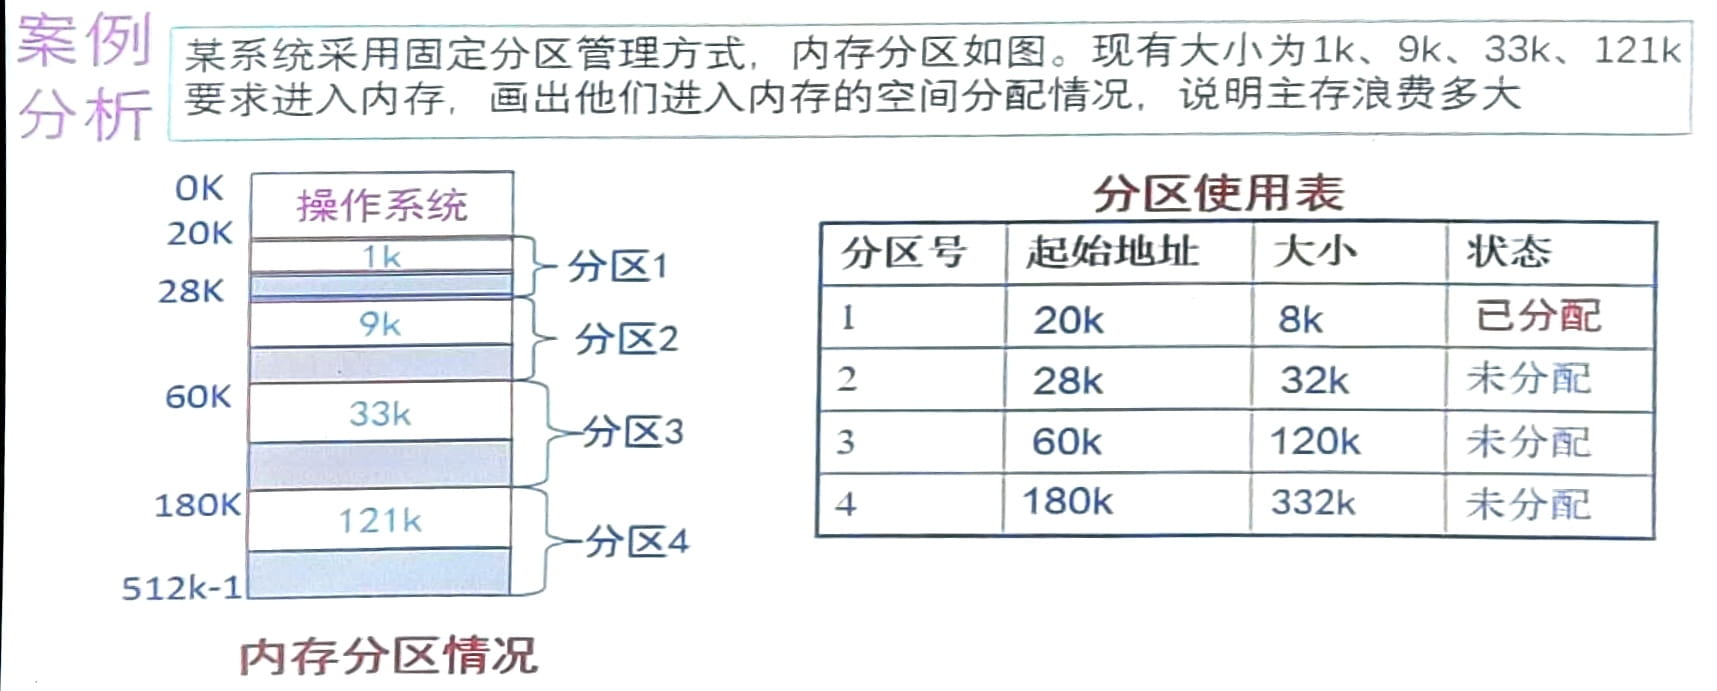 案例
分析
某系统采用固定分区管理方式，内存分区如图。现有大小为1k、9k、33k、121k
要求进入内存，画出他们进入内存的空间分配情况，说明主存浪费多大
0K
操作系统
20K
1k
分区1
28K
9k
分区2
60K
33k
分区3
180K
121k
分区4
512k-1
内存分区情况
分区使用表
分区号 起始地址 大小 状态
1 20k 8k 已分配
2 28k 32k 未分配
3 60k 120k 未分配
4 180k 332k 未分配